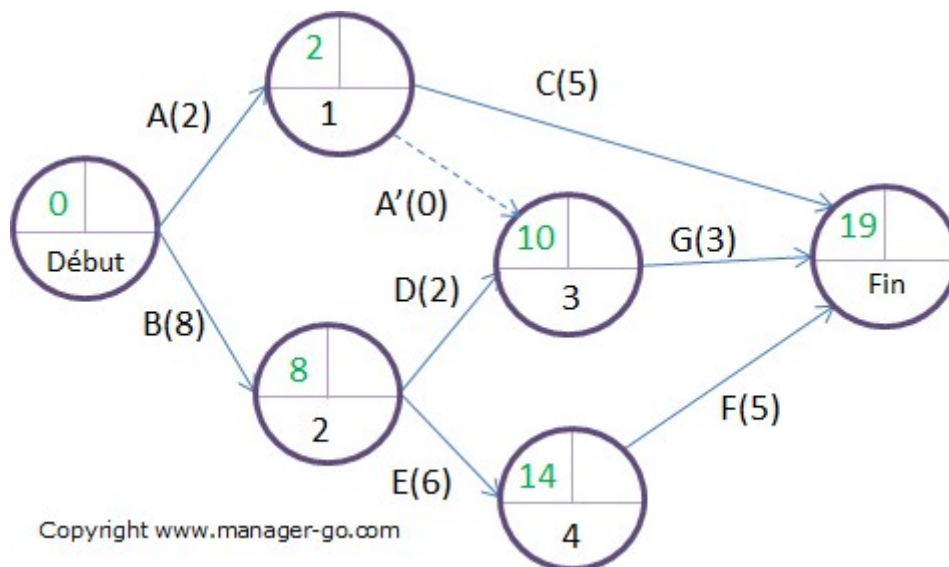 2
1
C(5)
A(2)
A'(0)
0
Début
10
3
G(3)
19
Fin
D(2)
B(8)
8
2
F(5)
E(6)
14
4
Copyright www.manager-go.com